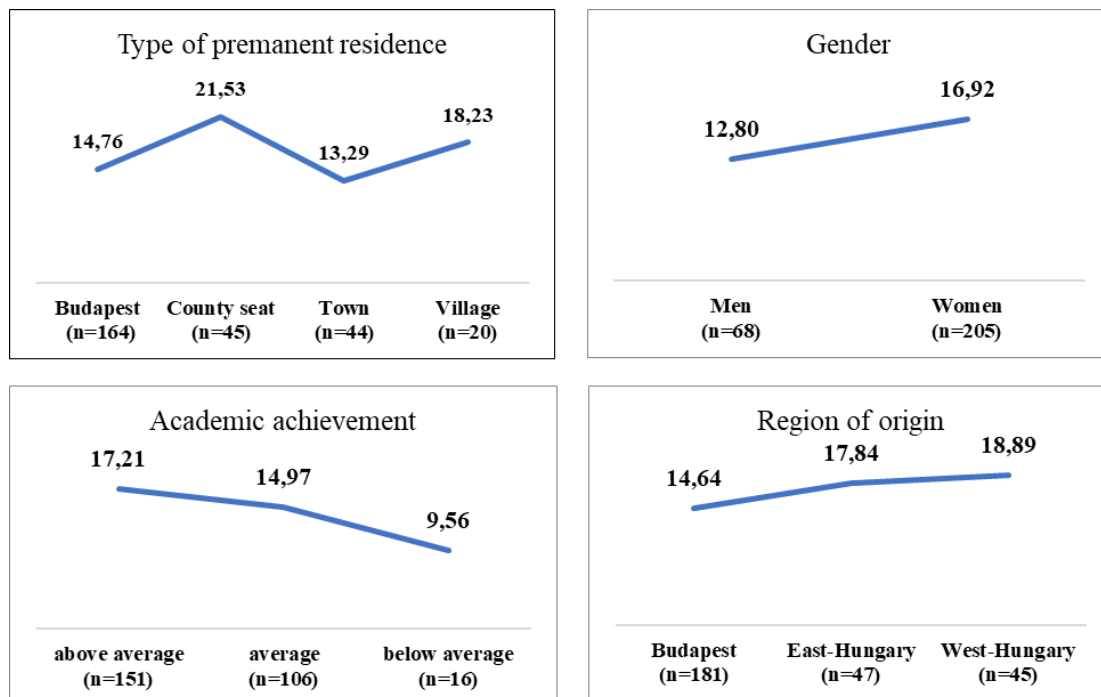 Type of premanent residence
14,76
21,53
13,29
18,23
Budapest County seat Town Village
(n=164) (n=45) (n=44) (n=20)
Gender
12,80
16,92
Men Women
(n=68) (n=205)
Academic achievement
17,21
14,97
9,56
above average average below average
(n=151) (n=106) (n=16)
Region of origin
14,64
17,84
18,89
Budapest East-Hungary West-Hungary
(n=181) (n=47) (n=45)